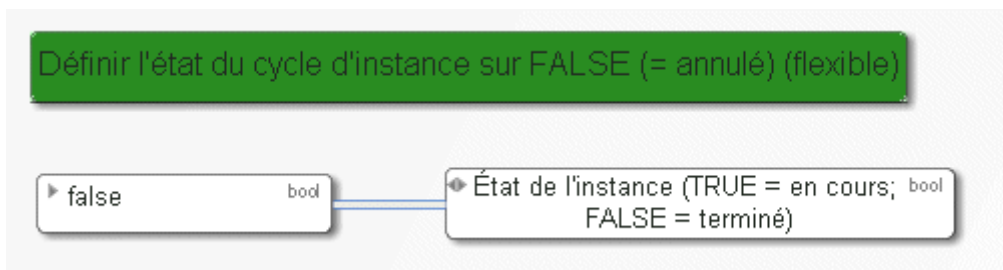 Définir l'état du cycle d'instance sur FALSE (= annulé) (flexible)
false bool
État de l'instance (TRUE = en cours; bool
FALSE = terminé)